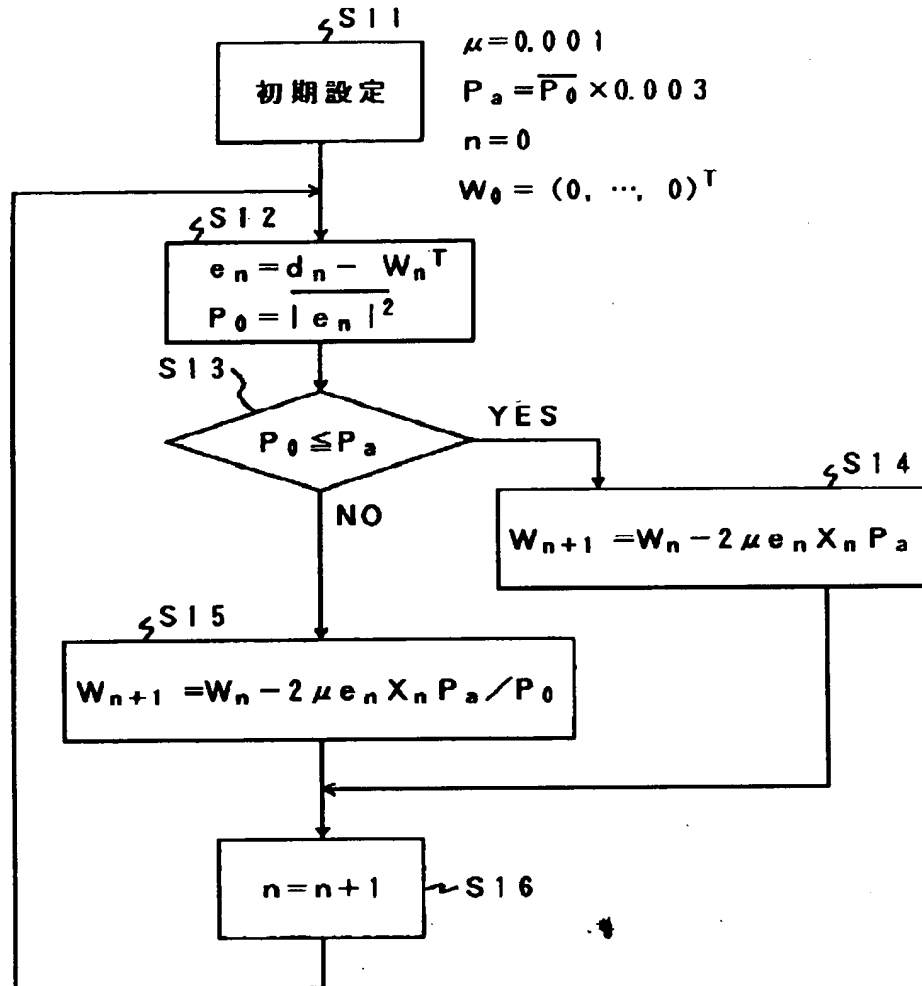 S11
初期設定
μ=0.001
Pa=P̅0̅×0.003
n=0
W0=(0, …, 0)T
S12
en=dn− WnT
P0=|en|2
S13
P0≦Pa
YES
NO
S14
Wn+1 =Wn−2μenXnPa
S15
Wn+1 =Wn−2μenXnPa/P0
n=n+1
S16